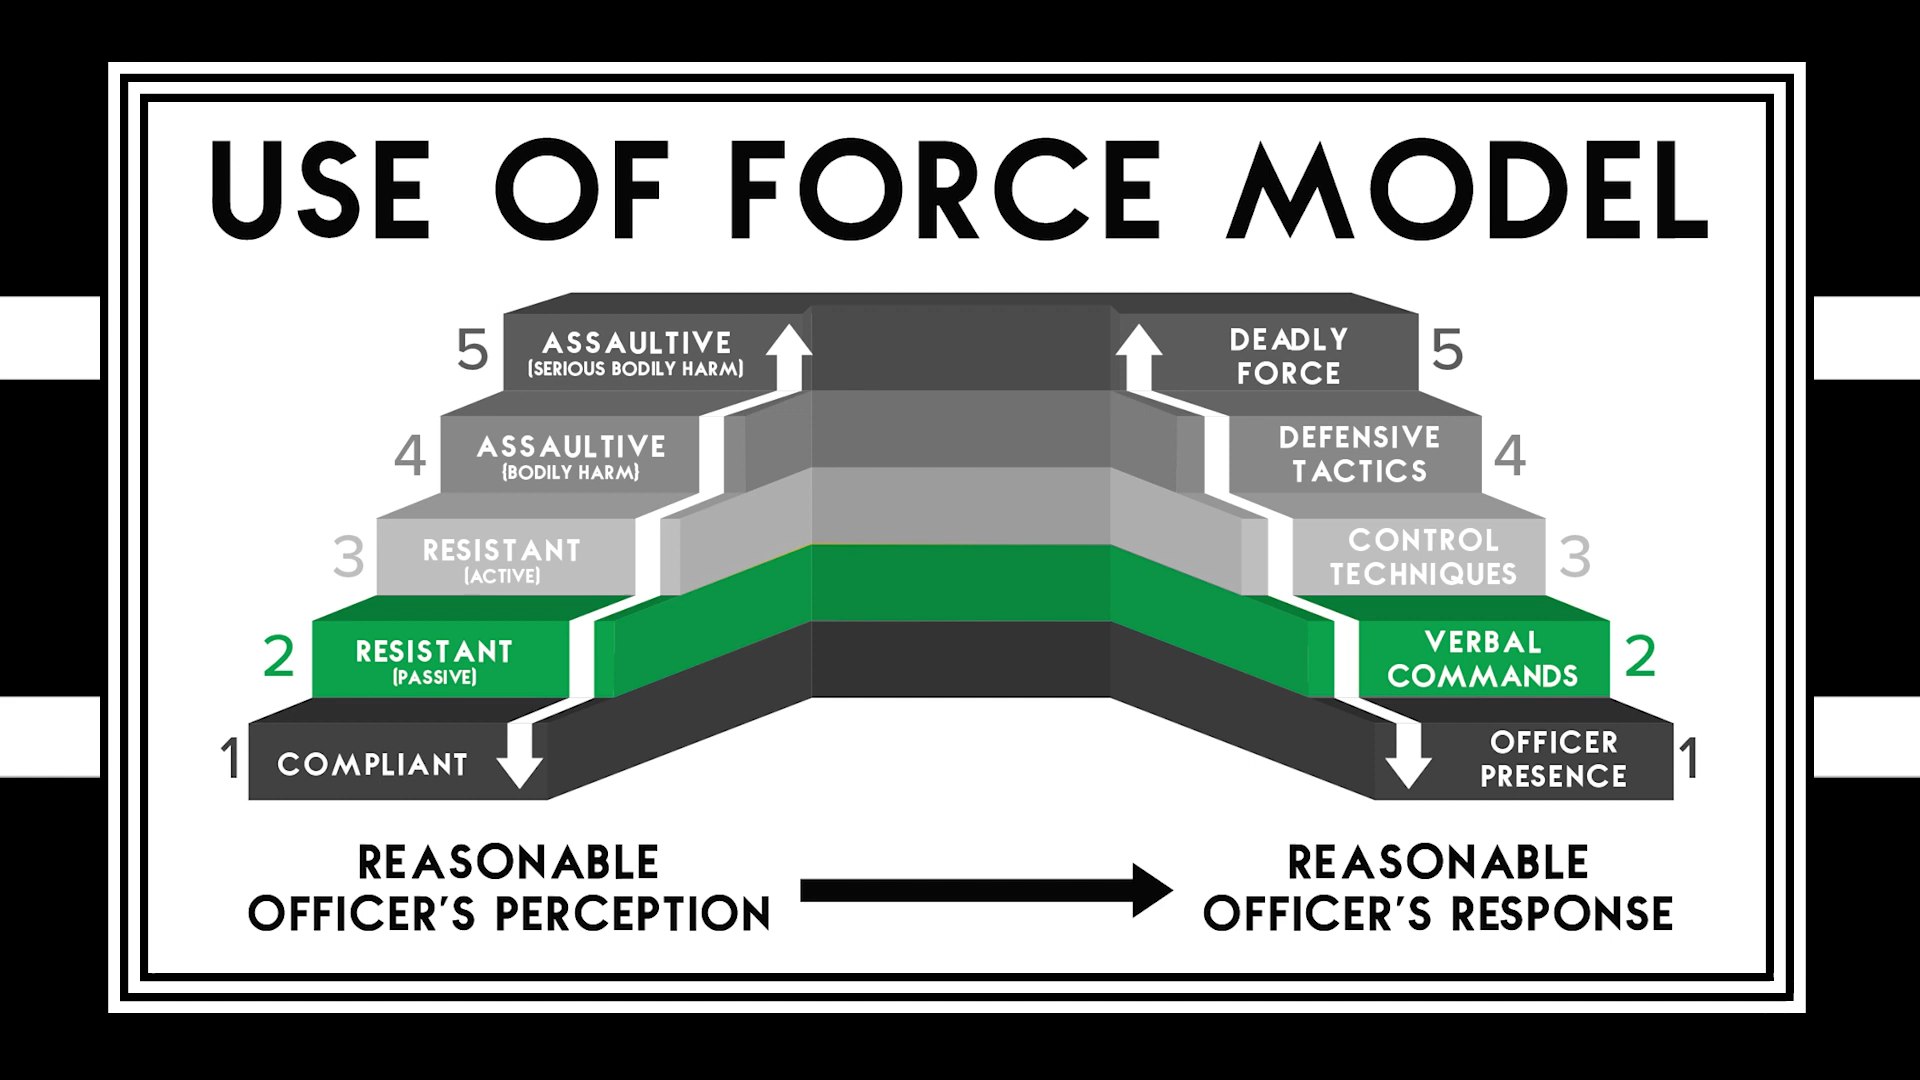 USE OF FORCE MODEL
5
ASSAULTIVE
(SERIOUS BODILY HARM)
DEADLY
FORCE
5
4
ASSAULTIVE
(BODILY HARM)
DEFENSIVE
TACTICS
4
3
RESISTANT
(ACTIVE)
CONTROL
TECHNIQUES
3
2
RESISTANT
(PASSIVE)
VERBAL
COMMANDS
2
1
COMPLIANT
OFFICER
PRESENCE
1
REASONABLE
OFFICER'S PERCEPTION
REASONABLE
OFFICER'S RESPONSE